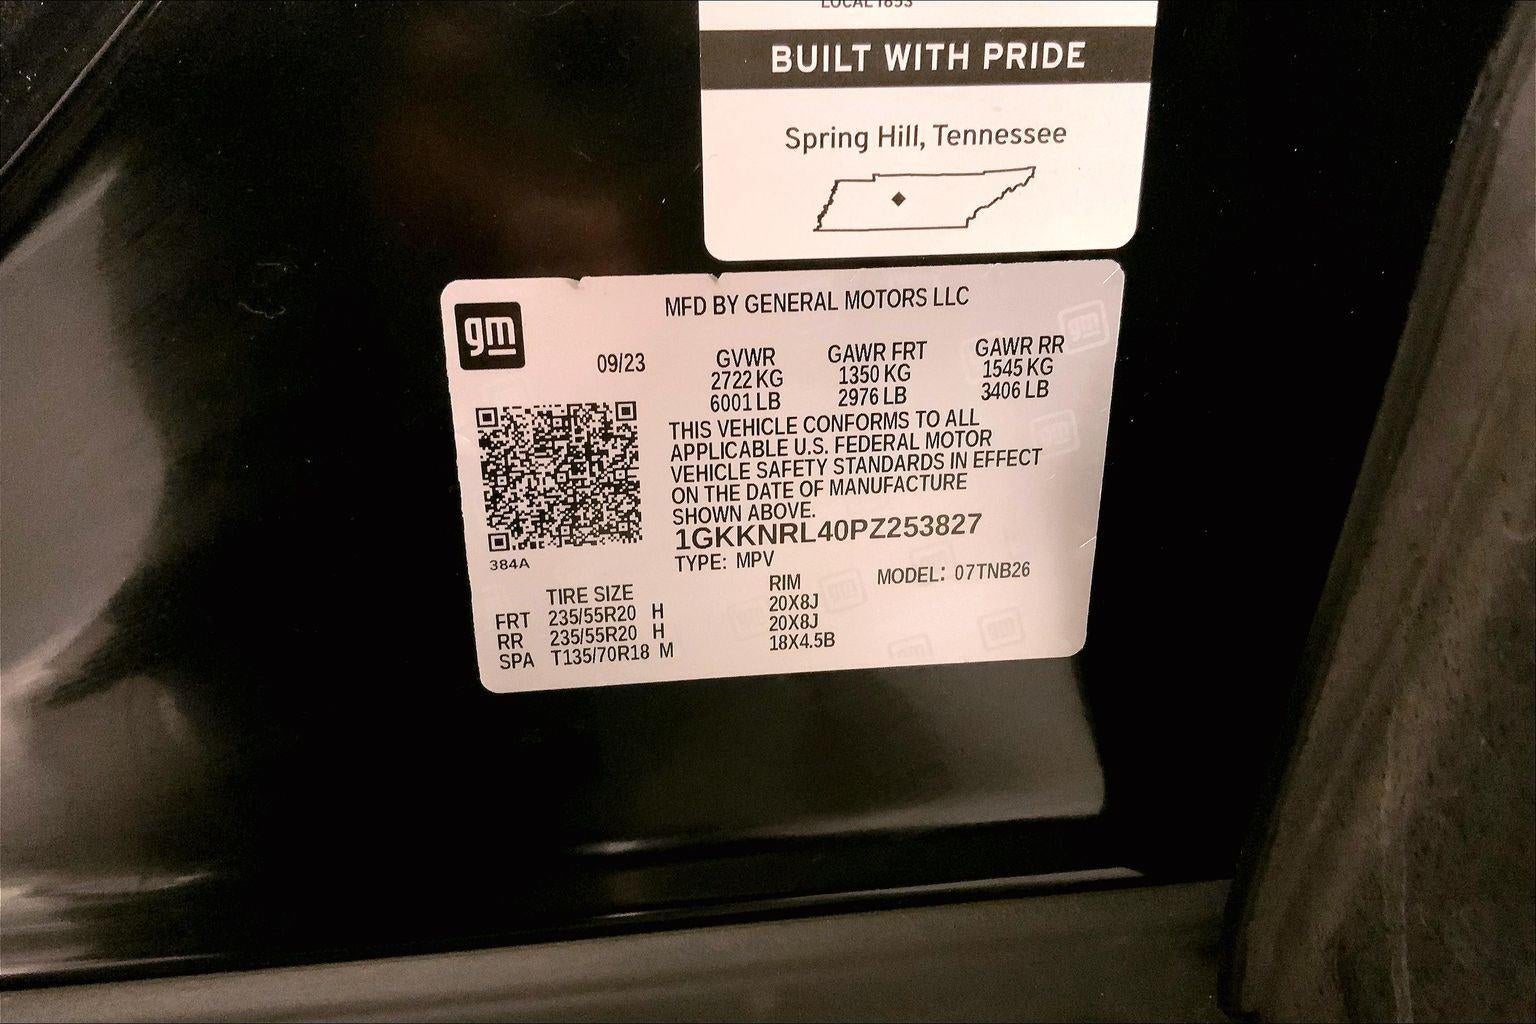 LOCAL 1853
BUILT WITH PRIDE
Spring Hill, Tennessee
gm
MFD BY GENERAL MOTORS LLC
09/23
GVWR GAWR FRT GAWR RR
2722 KG 1350 KG 1545 KG
6001 LB 2976 LB 3406 LB
THIS VEHICLE CONFORMS TO ALL
APPLICABLE U.S. FEDERAL MOTOR
VEHICLE SAFETY STANDARDS IN EFFECT
ON THE DATE OF MANUFACTURE
SHOWN ABOVE.
1GKKNRL40PZ253827
TYPE: MPV MODEL: 07TNB26
384A
TIRE SIZE RIM
FRT 235/55R20 H 20X8J
RR 235/55R20 H 20X8J
SPA T135/70R18 M 18X4.5B